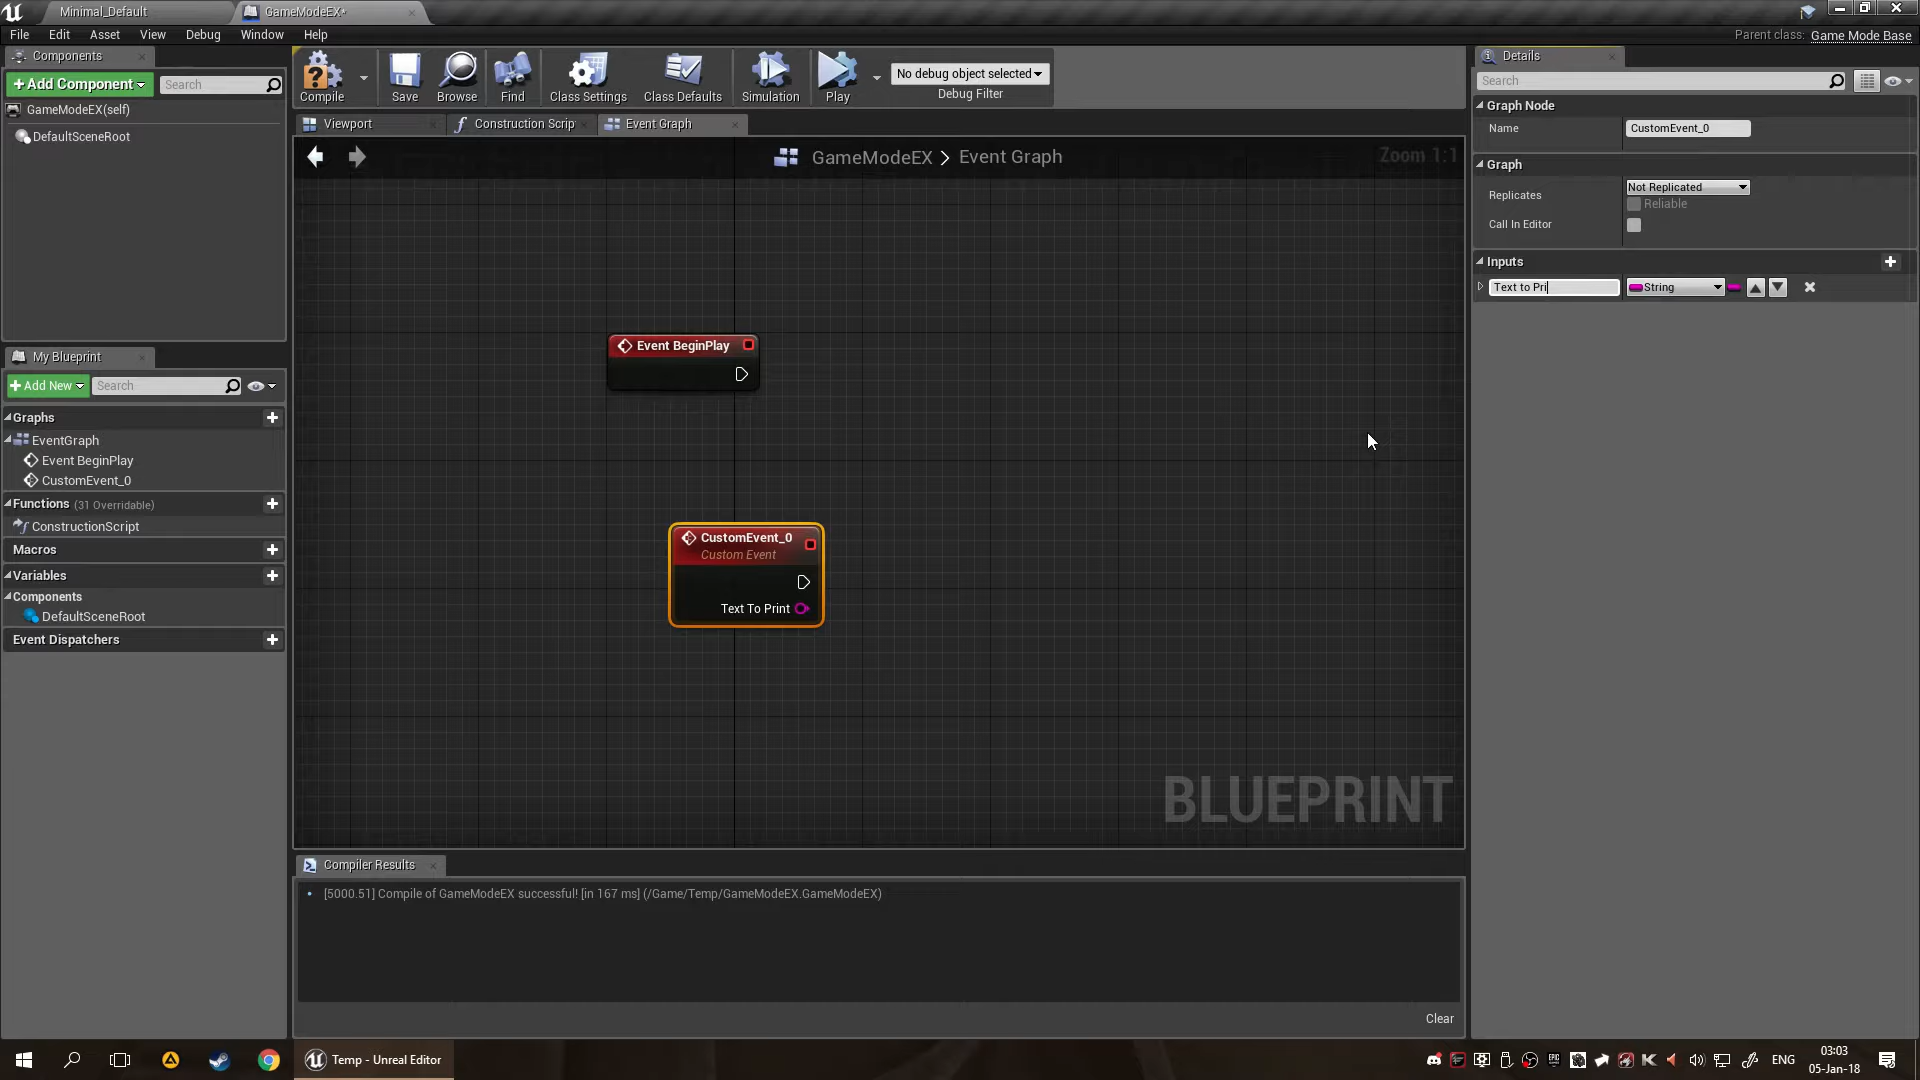 Minimal_Default
GameModeEX*
File Edit Asset View Debug Window Help
Parent class: Game Mode Base
Components
+Add Component
Search
GameModeEX(self)
DefaultSceneRoot
Compile
Save
Browse
Find
Class Settings
Class Defaults
Simulation
Play
No debug object selected
Debug Filter
Viewport
Construction Scrip
Event Graph
GameModeEX > Event Graph
Zoom 1:1
Event BeginPlay
CustomEvent_0
Custom Event
Text To Print
BLUEPRINT
My Blueprint
+Add New
Search
Graphs
EventGraph
Event BeginPlay
CustomEvent_0
Functions (31 Overridable)
ConstructionScript
Macros
Variables
Components
DefaultSceneRoot
Event Dispatchers
Compiler Results
[5000.51] Compile of GameModeEX successful! [in 167 ms] (/Game/Temp/GameModeEX.GameModeEX)
Clear
Details
Search
Graph Node
Name CustomEvent_0
Graph
Replicates Not Replicated
Reliable
Call In Editor
Inputs
Text to Pri String
Temp - Unreal Editor
ENG
03:03
05-Jan-18